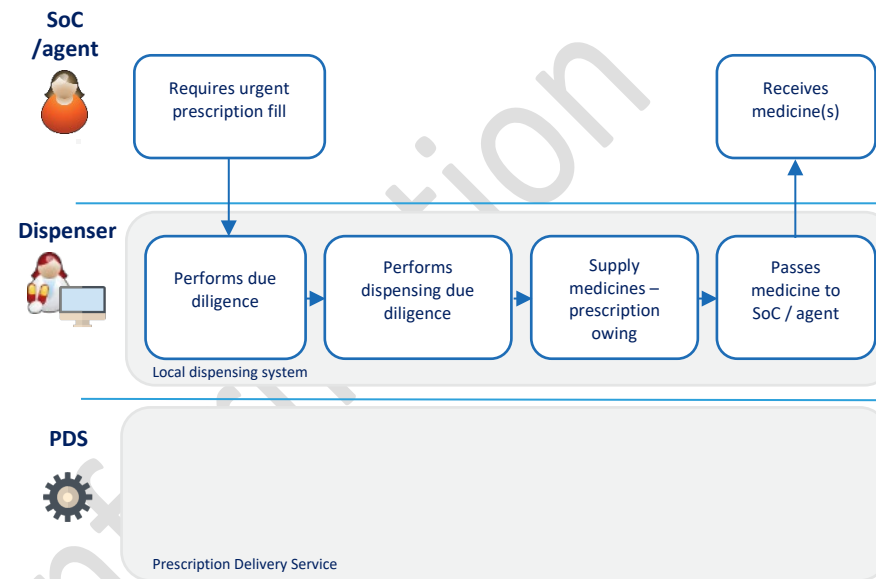 SoC
/agent
Requires urgent
prescription fill
Receives
medicine(s)
Dispenser
Performs due
diligence
Performs
dispensing due
diligence
Supply
medicines –
prescription
owing
Passes
medicine to
SoC / agent
Local dispensing system
PDS
Prescription Delivery Service